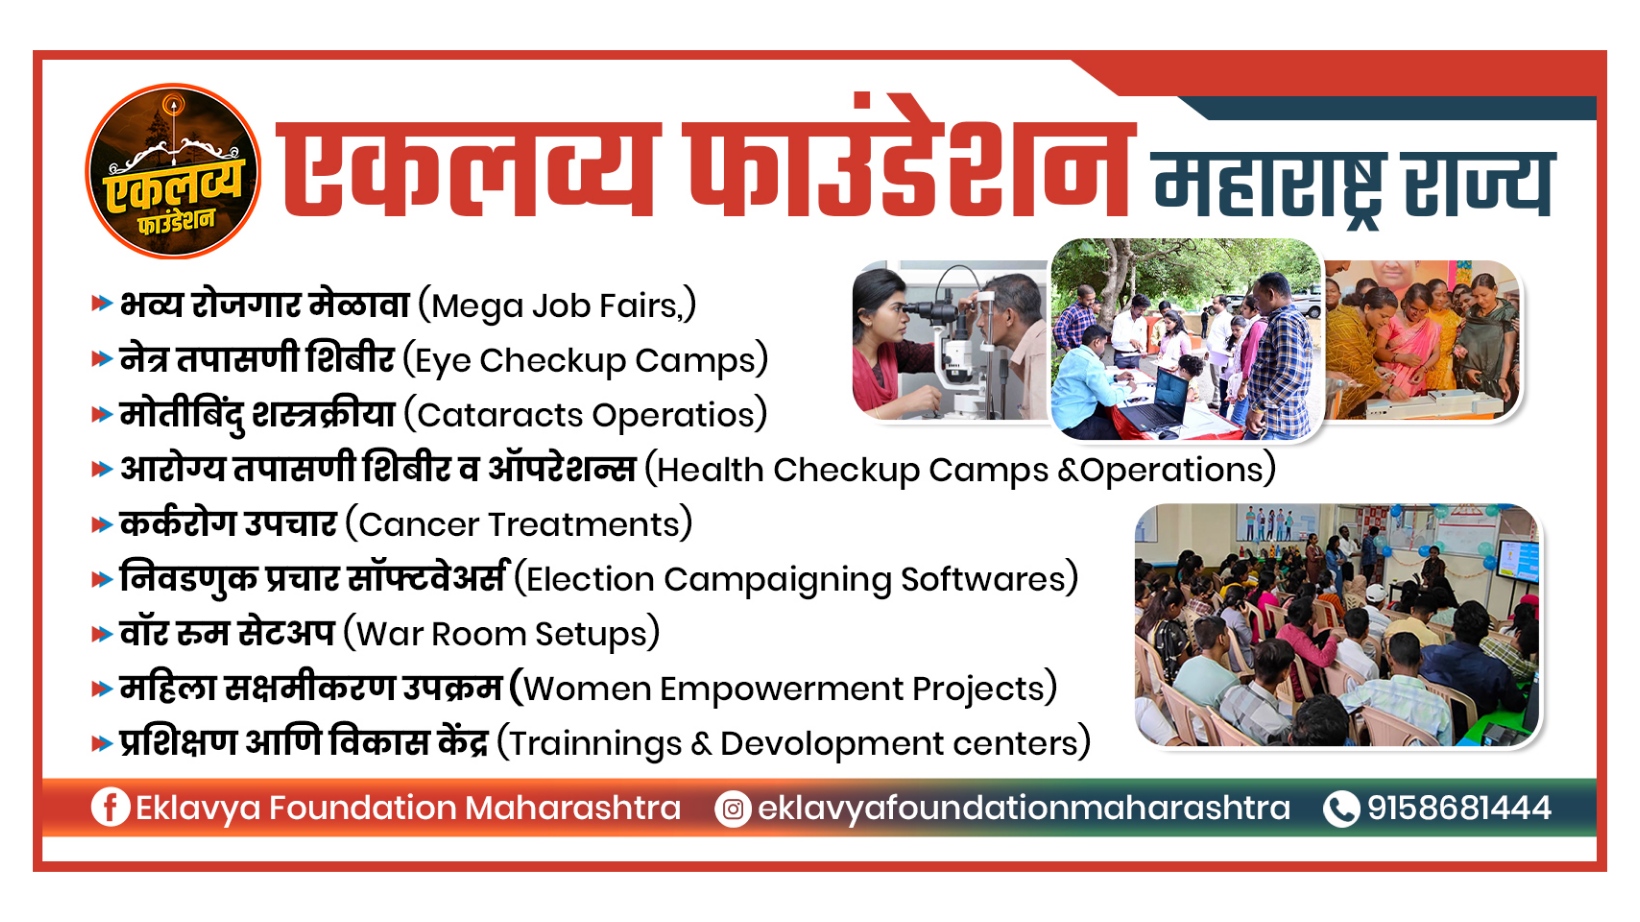 एकलव्य
फाउंडेशन
एकलव्य फाउंडेशन महाराष्ट्र राज्य
भव्य रोजगार मेळावा (Mega Job Fairs,)
नेत्र तपासणी शिबीर (Eye Checkup Camps)
मोतीबिंदु शस्त्रक्रीया (Cataracts Operatios)
आरोग्य तपासणी शिबीर व ऑपरेशन्स (Health Checkup Camps &Operations)
कर्करोग उपचार (Cancer Treatments)
निवडणुक प्रचार सॉफ्टवेअर्स (Election Campaigning Softwares)
वॉर रुम सेटअप (War Room Setups)
महिला सक्षमीकरण उपक्रम (Women Empowerment Projects)
प्रशिक्षण आणि विकास केंद्र (Trainnings & Devolopment centers)
Eklavya Foundation Maharashtra eklavyafoundationmaharashtra 9158681444